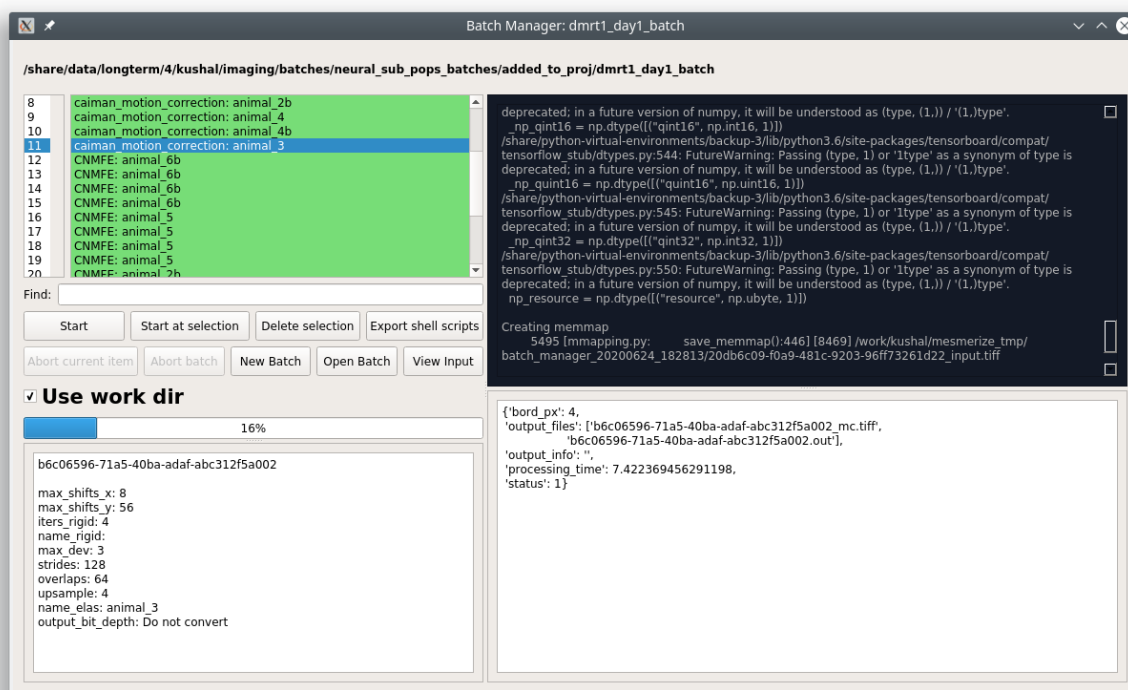 Batch Manager: dmrt1_day1_batch
/share/data/longterm/4/kushal/imaging/batches/neural_sub_pops_batches/added_to_proj/dmrt1_day1_batch
8 caiman_motion_correction: animal_2b
9 caiman_motion_correction: animal_4
10 caiman_motion_correction: animal_4b
11 caiman_motion_correction: animal_3
12 CNMFE: animal_6b
13 CNMFE: animal_6b
14 CNMFE: animal_6b
15 CNMFE: animal_6b
16 CNMFE: animal_5
17 CNMFE: animal_5
18 CNMFE: animal_5
19 CNMFE: animal_5
20 CNMFE: animal_2b
Find:
Start Start at selection Delete selection Export shell scripts
Abort current item Abort batch New Batch Open Batch View Input
Use work dir
16%
b6c06596-71a5-40ba-adaf-abc312f5a002
max_shifts_x: 8
max_shifts_y: 56
iters_rigid: 4
name_rigid:
max_dev: 3
strides: 128
overlaps: 64
upsample: 4
name_elas: animal_3
output_bit_depth: Do not convert
deprecated; in a future version of numpy, it will be understood as (type, (1,)) / '(1,)type'.
_np_qint16 = np.dtype([("qint16", np.int16, 1)])
/share/python-virtual-environments/backup-3/lib/python3.6/site-packages/tensorboard/compat/
tensorflow_stub/dtypes.py:544: FutureWarning: Passing (type, 1) or '1type' as a synonym of type is
deprecated; in a future version of numpy, it will be understood as (type, (1,)) / '(1,)type'.
_np_quint16 = np.dtype([("quint16", np.uint16, 1)])
/share/python-virtual-environments/backup-3/lib/python3.6/site-packages/tensorboard/compat/
tensorflow_stub/dtypes.py:545: FutureWarning: Passing (type, 1) or '1type' as a synonym of type is
deprecated; in a future version of numpy, it will be understood as (type, (1,)) / '(1,)type'.
_np_qint32 = np.dtype([("qint32", np.int32, 1)])
/share/python-virtual-environments/backup-3/lib/python3.6/site-packages/tensorboard/compat/
tensorflow_stub/dtypes.py:550: FutureWarning: Passing (type, 1) or '1type' as a synonym of type is
deprecated; in a future version of numpy, it will be understood as (type, (1,)) / '(1,)type'.
np_resource = np.dtype([("resource", np.ubyte, 1)])
Creating memmap
5495 [mmapping.py: save_memmap():446] [8469] /work/kushal/mesmerize_tmp/
batch_manager_20200624_182813/20db6c09-f0a9-481c-9203-96ff73261d22_input.tiff
{'bord_px': 4,
'output_files': ['b6c06596-71a5-40ba-adaf-abc312f5a002_mc.tiff',
'b6c06596-71a5-40ba-adaf-abc312f5a002.out'],
'output_info': '',
'processing_time': 7.422369456291198,
'status': 1}